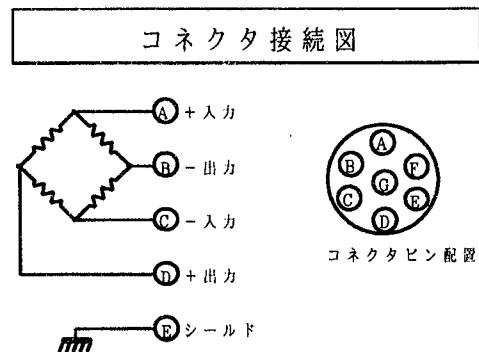 コネクタ接続図
A +入力
B -出力
C -入力
D +出力
E シールド
A
B F
G
C E
D
コネクタピン配置